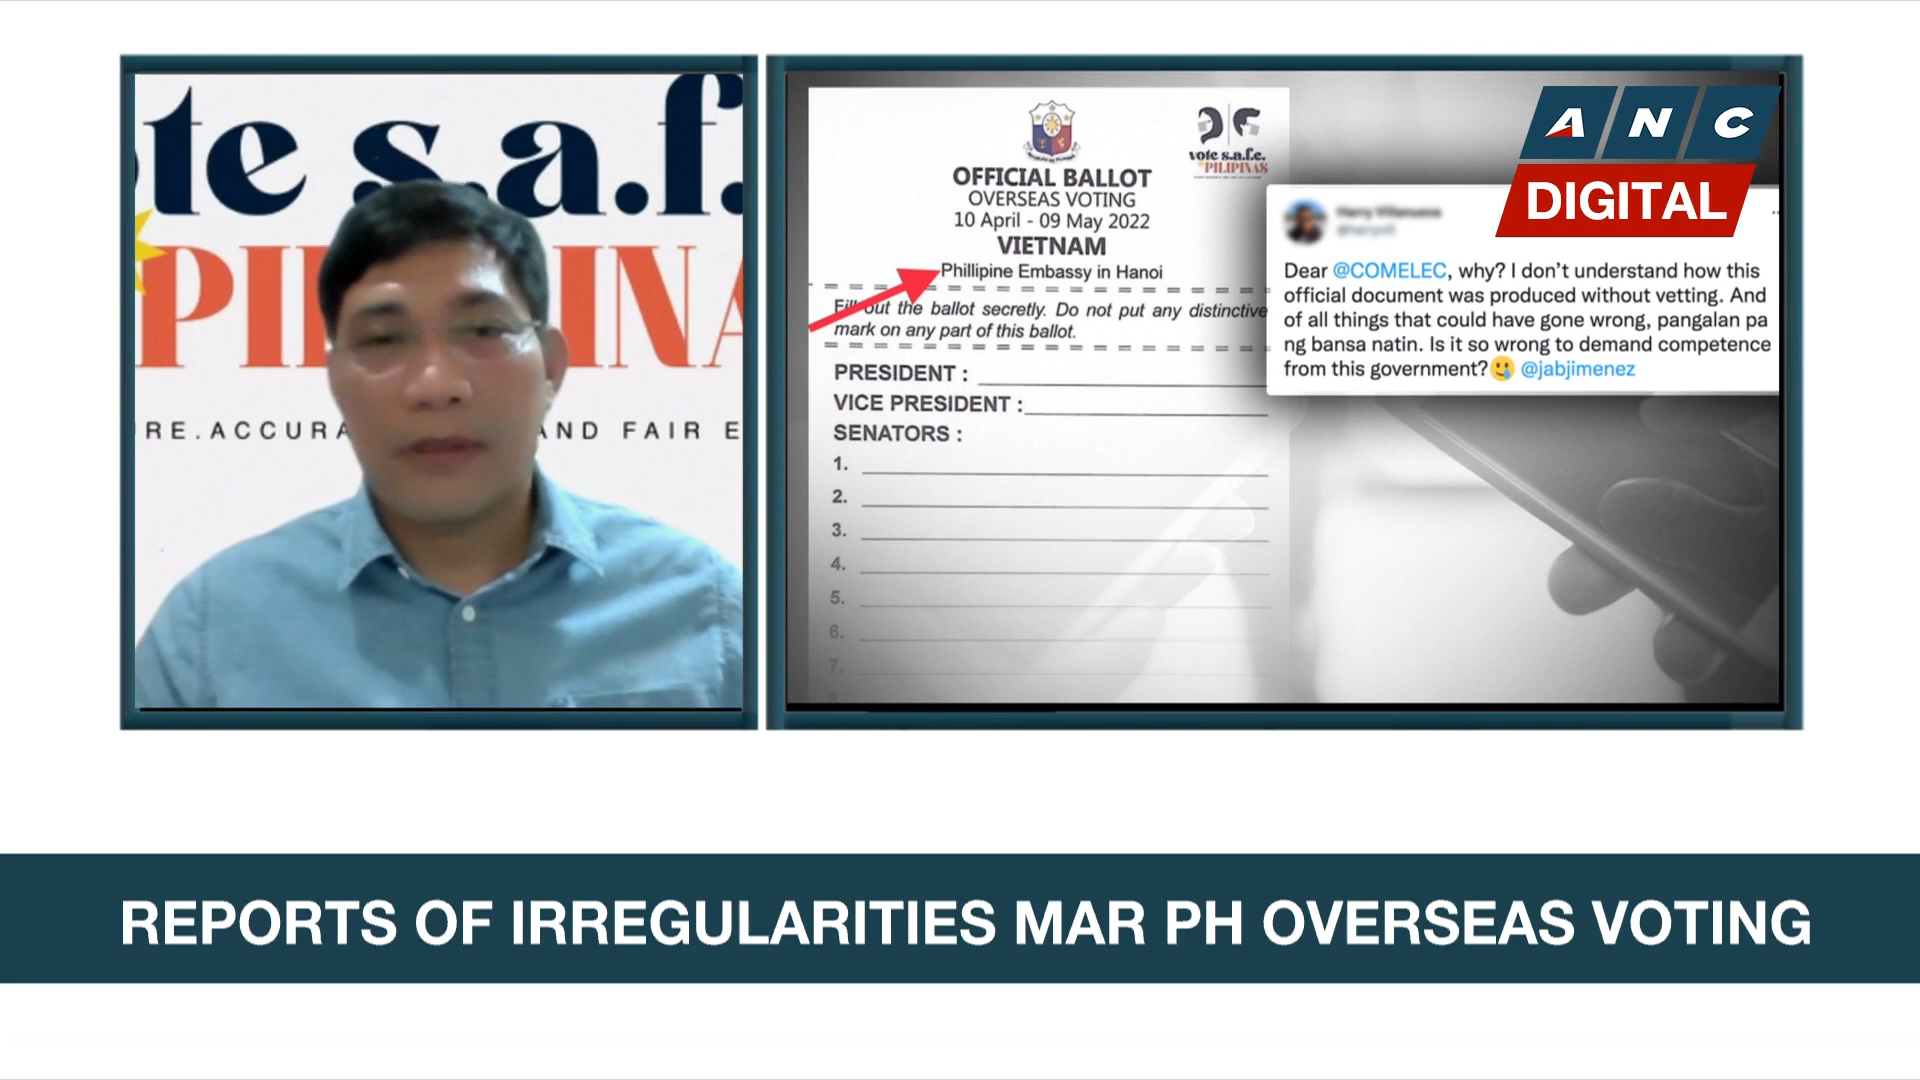 te s.a.f.
PILIPINAS
RE.ACCURA AND FAIR E
OFFICIAL BALLOT
OVERSEAS VOTING
10 April - 09 May 2022
VIETNAM
Phillipine Embassy in Hanoi
vote s.a.f.e.
PILIPINAS
Fill out the ballot secretly. Do not put any distinctive
mark on any part of this ballot.
PRESIDENT :
VICE PRESIDENT :
SENATORS :
1.
2.
3.
4.
5.
6.
7.
ANC
DIGITAL
Dear @COMELEC, why? I don’t understand how this
official document was produced without vetting. And
of all things that could have gone wrong, pangalan pa
ng bansa natin. Is it so wrong to demand competence
from this government?🥲 @jabjimenez
REPORTS OF IRREGULARITIES MAR PH OVERSEAS VOTING